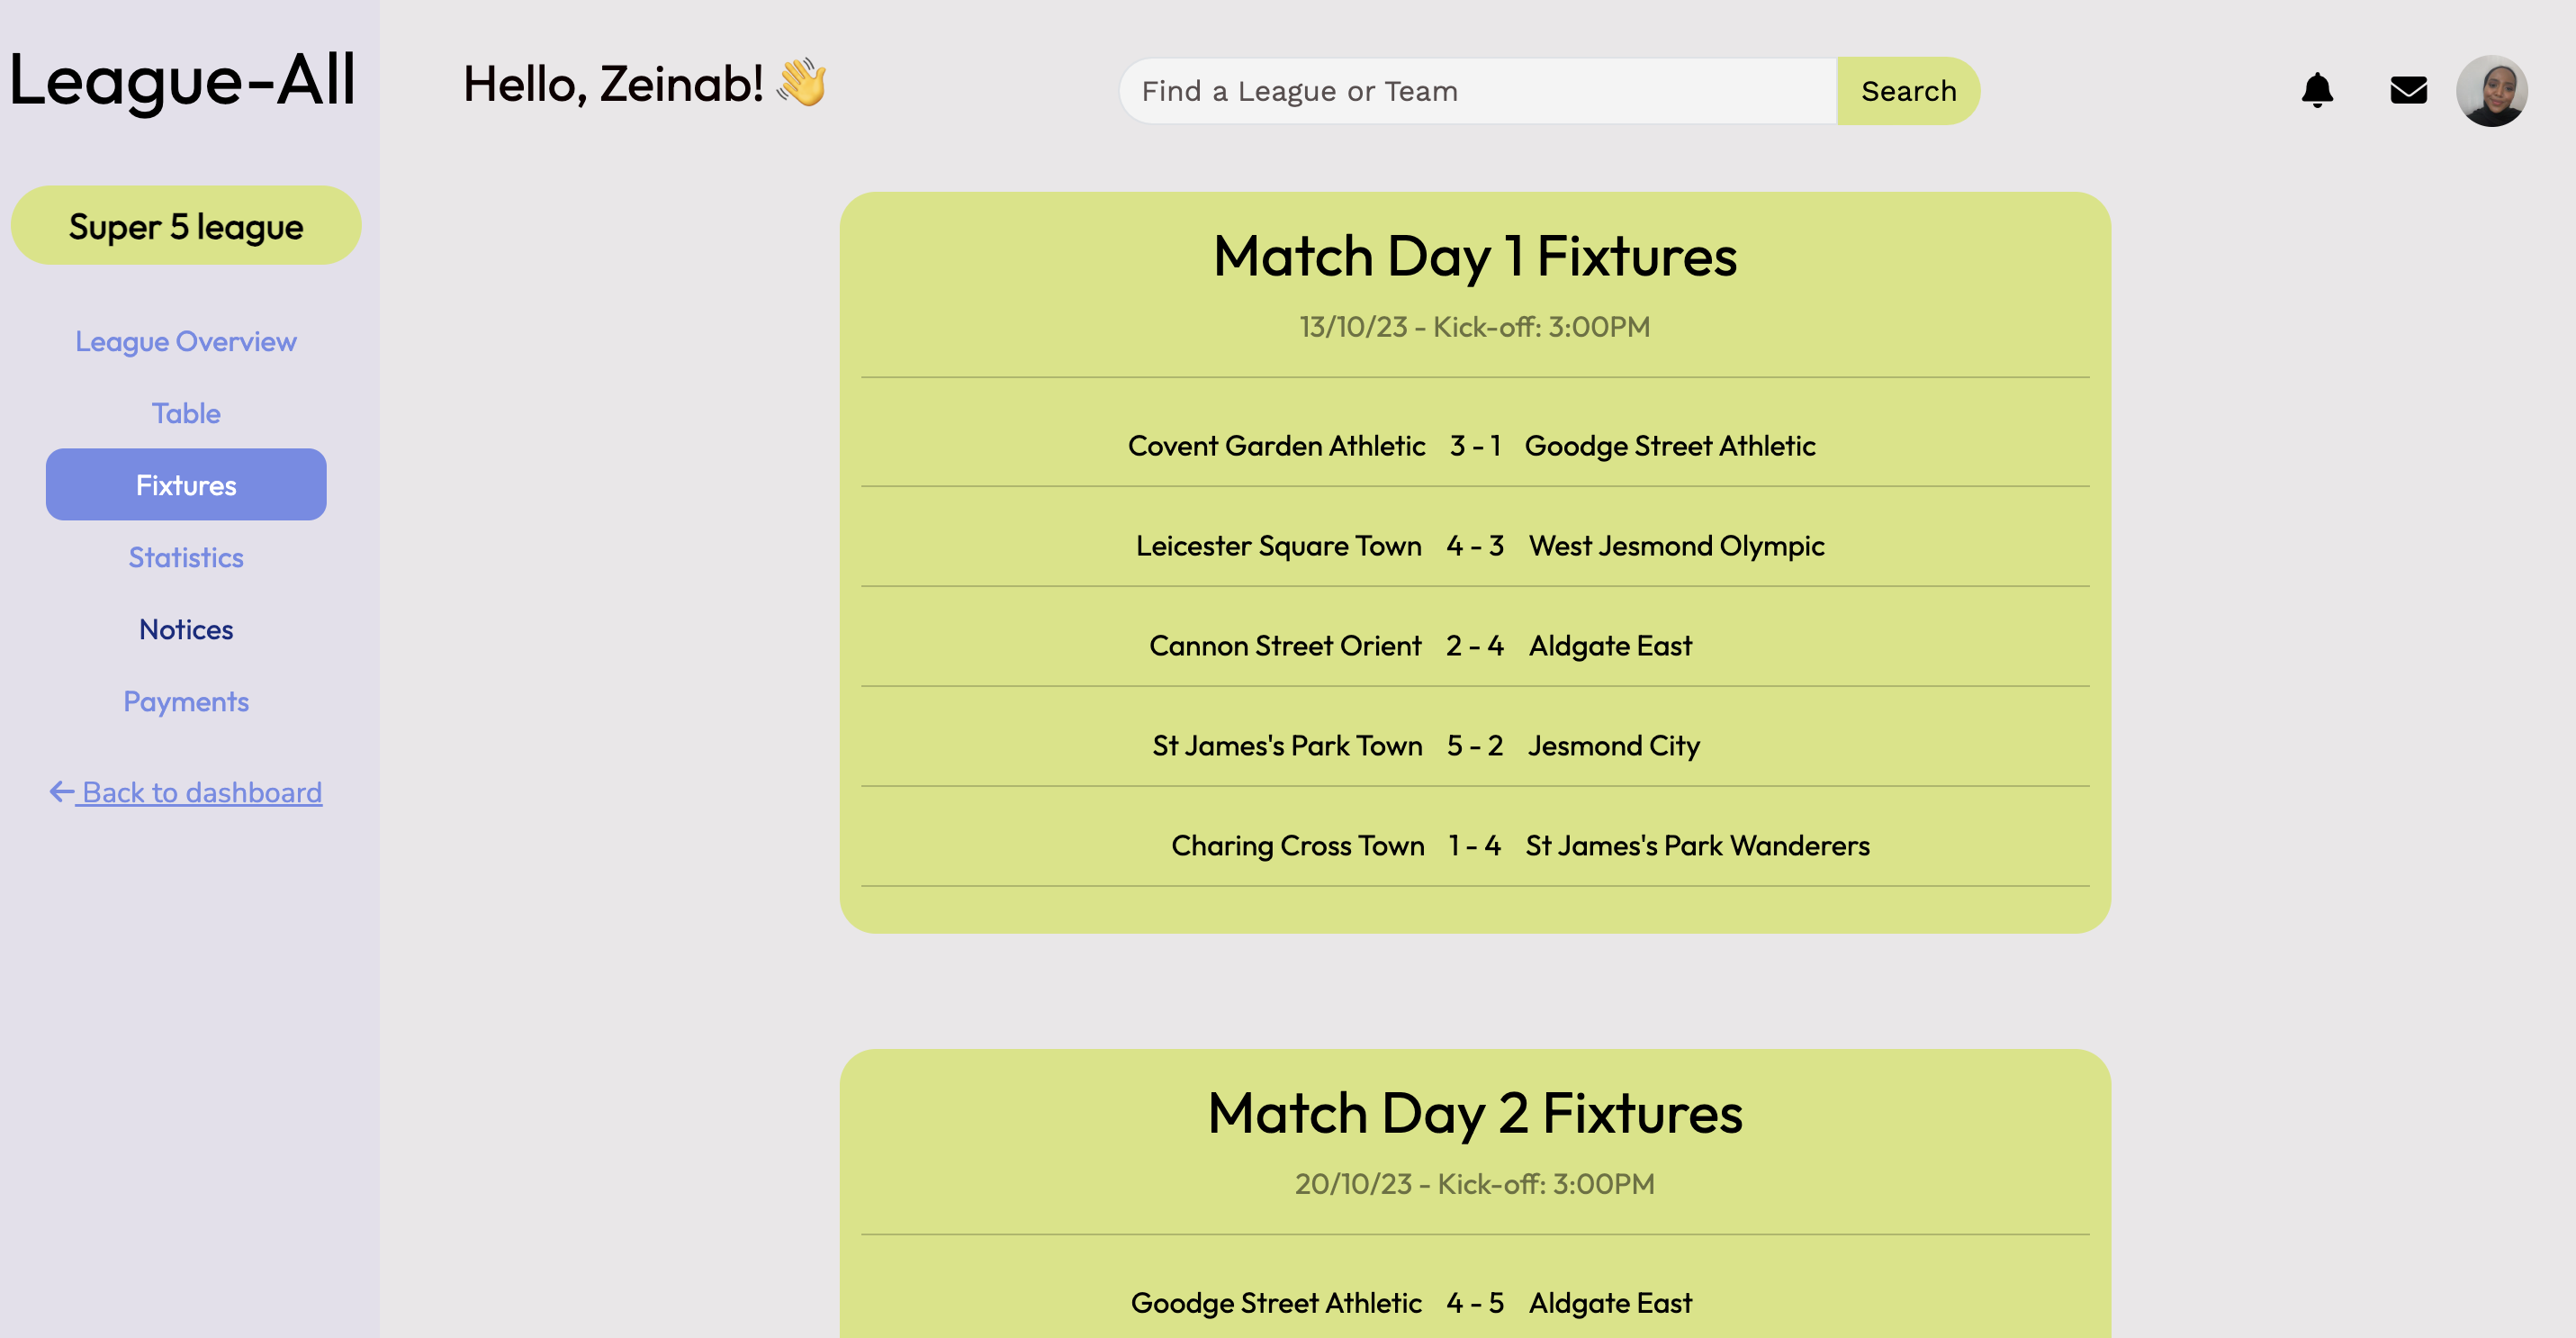 League-All
Hello, Zeinab! 👋
Find a League or Team
Search
Super 5 league
League Overview
Table
Fixtures
Statistics
Notices
Payments
Back to dashboard
Match Day 1 Fixtures
13/10/23 - Kick-off: 3:00PM
Covent Garden Athletic 3 - 1 Goodge Street Athletic
Leicester Square Town 4 - 3 West Jesmond Olympic
Cannon Street Orient 2 - 4 Aldgate East
St James's Park Town 5 - 2 Jesmond City
Charing Cross Town 1 - 4 St James's Park Wanderers
Match Day 2 Fixtures
20/10/23 - Kick-off: 3:00PM
Goodge Street Athletic 4 - 5 Aldgate East